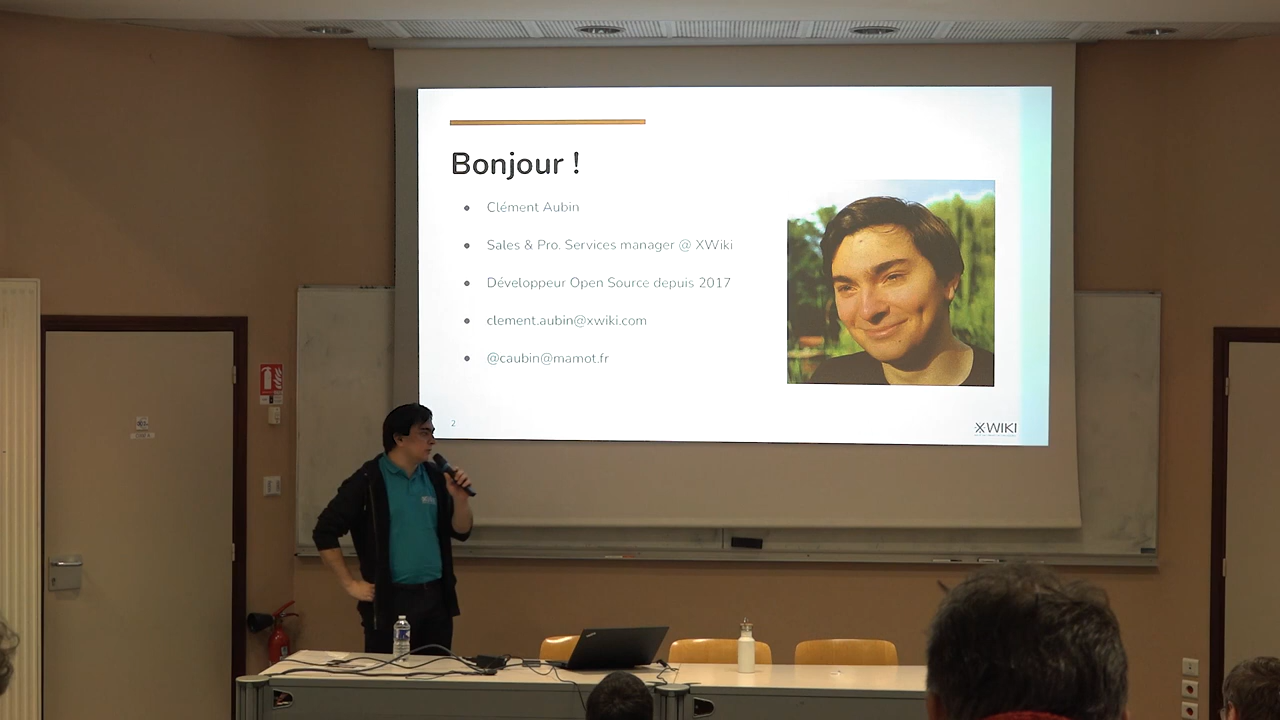 Bonjour !
Clément Aubin
Sales & Pro. Services manager @ XWiki
Développeur Open Source depuis 2017
clement.aubin@xwiki.com
@caubin@mamot.fr
2
XWIKI